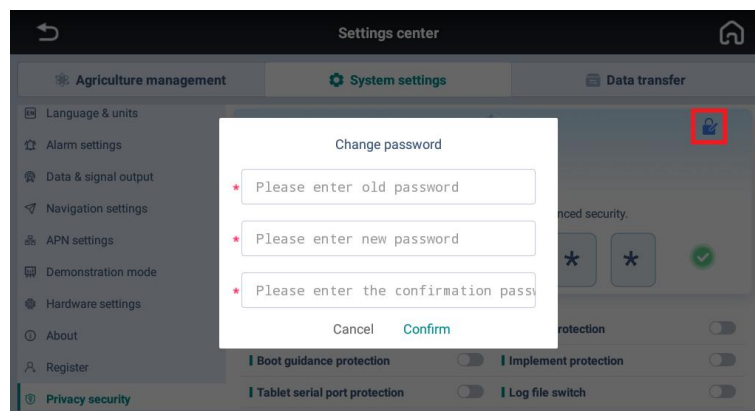 Settings center
Agriculture management
System settings
Data transfer
EN Language & units
Alarm settings
Data & signal output
Navigation settings
APN settings
Demonstration mode
Hardware settings
About
Register
Privacy security
Change password
* Please enter old password
* Please enter new password
* Please enter the confirmation passw
Cancel Confirm
nced security.
* *
rotection
Boot guidance protection
Implement protection
Tablet serial port protection
Log file switch